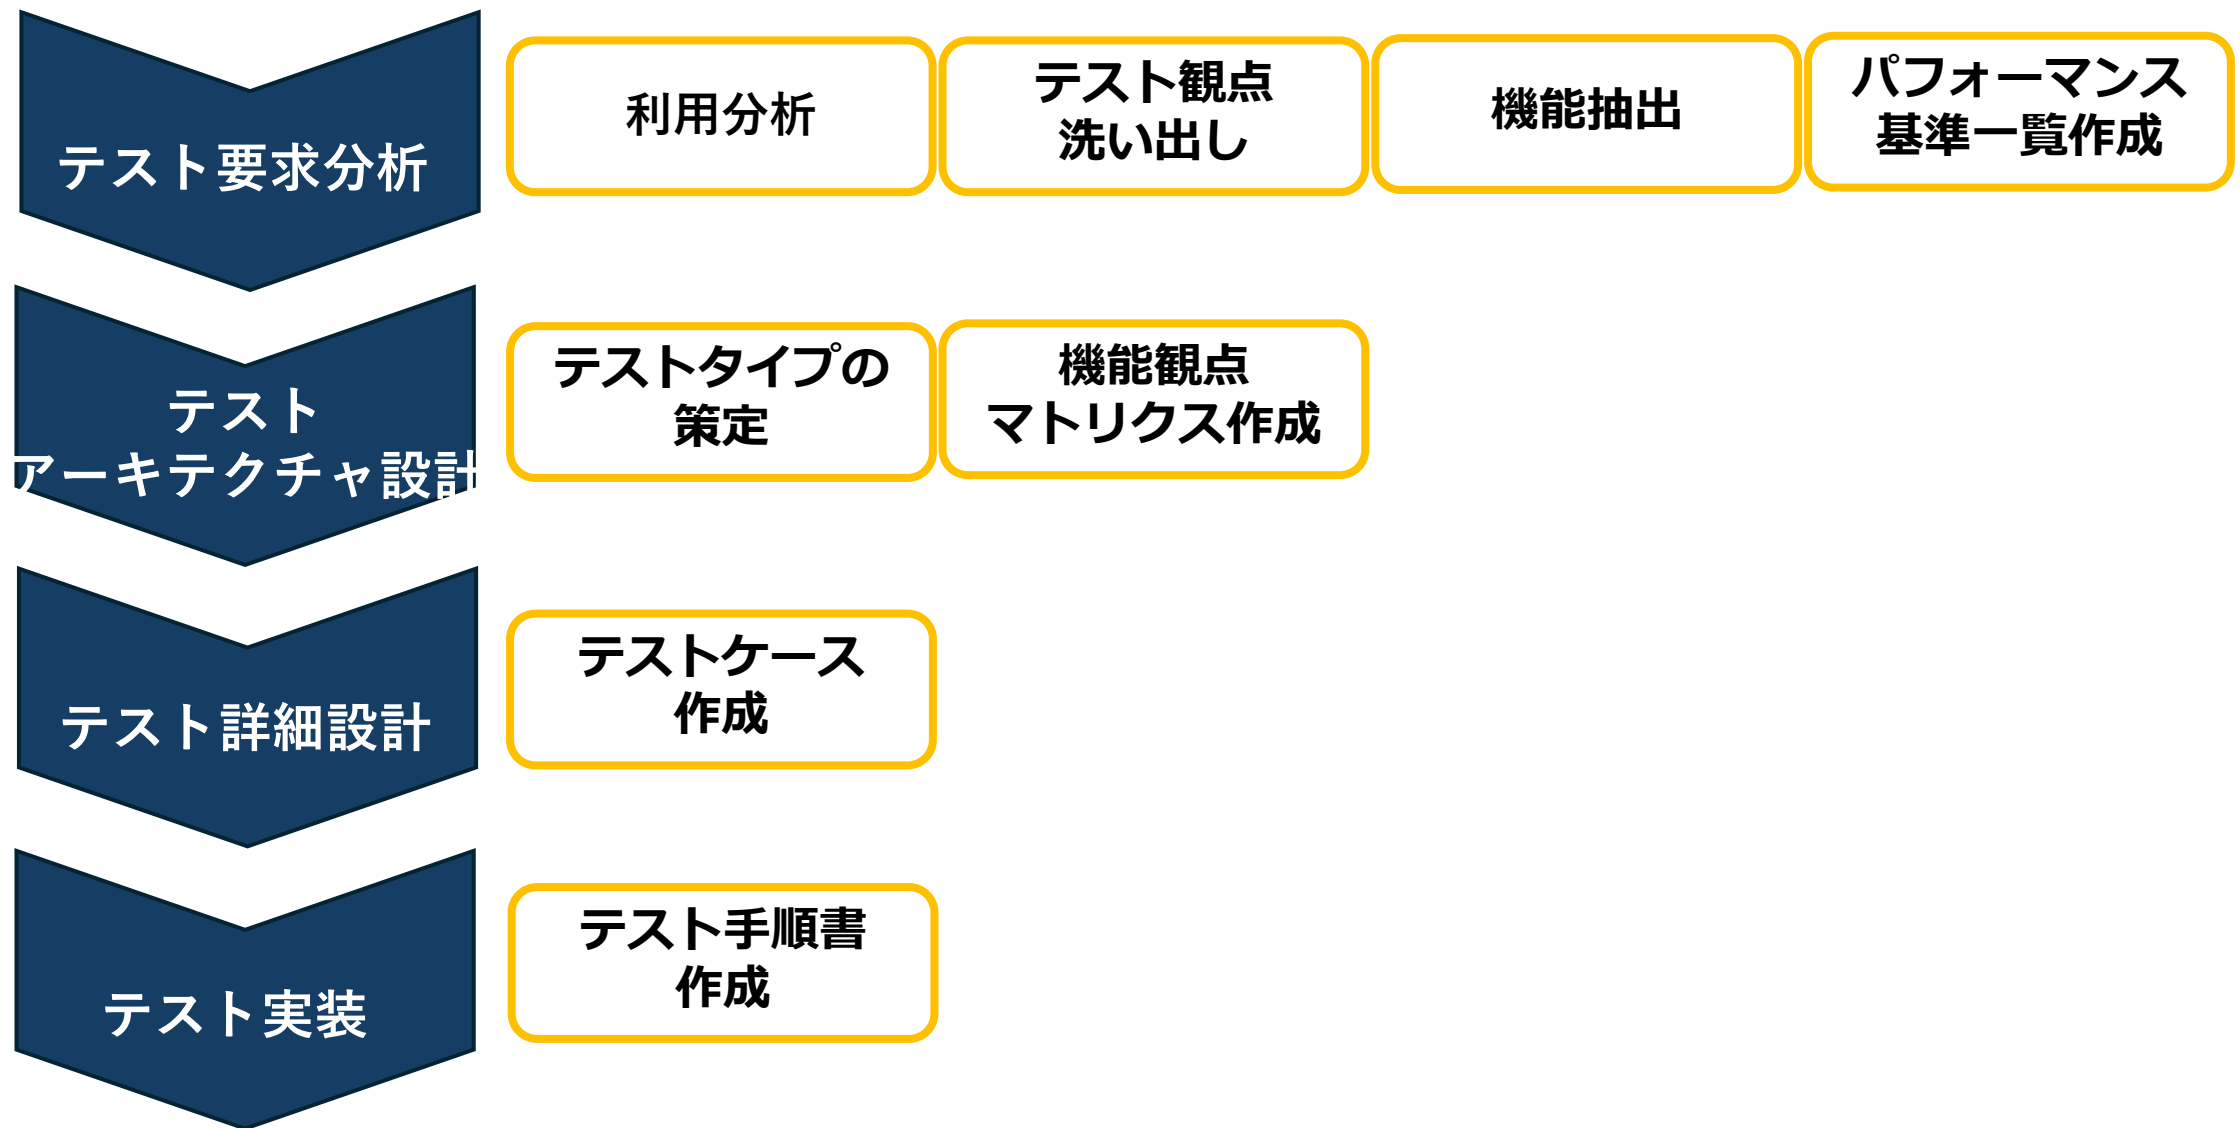 テスト要求分析
利用分析
テスト観点
洗い出し
機能抽出
パフォーマンス
基準一覧作成
テスト
アーキテクチャ設計
テストタイプの
策定
機能観点
マトリクス作成
テスト詳細設計
テストケース
作成
テスト実装
テスト手順書
作成